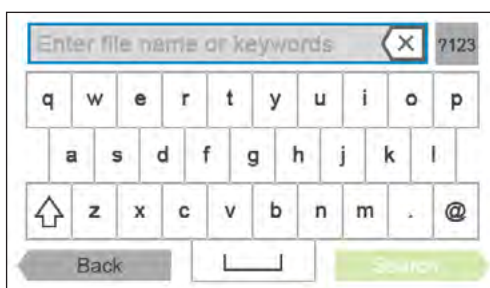 Enter file name or keywords ?123
q w e r t y u i o p
a s d f g h j k l
z x c v b n m . @
Back Search